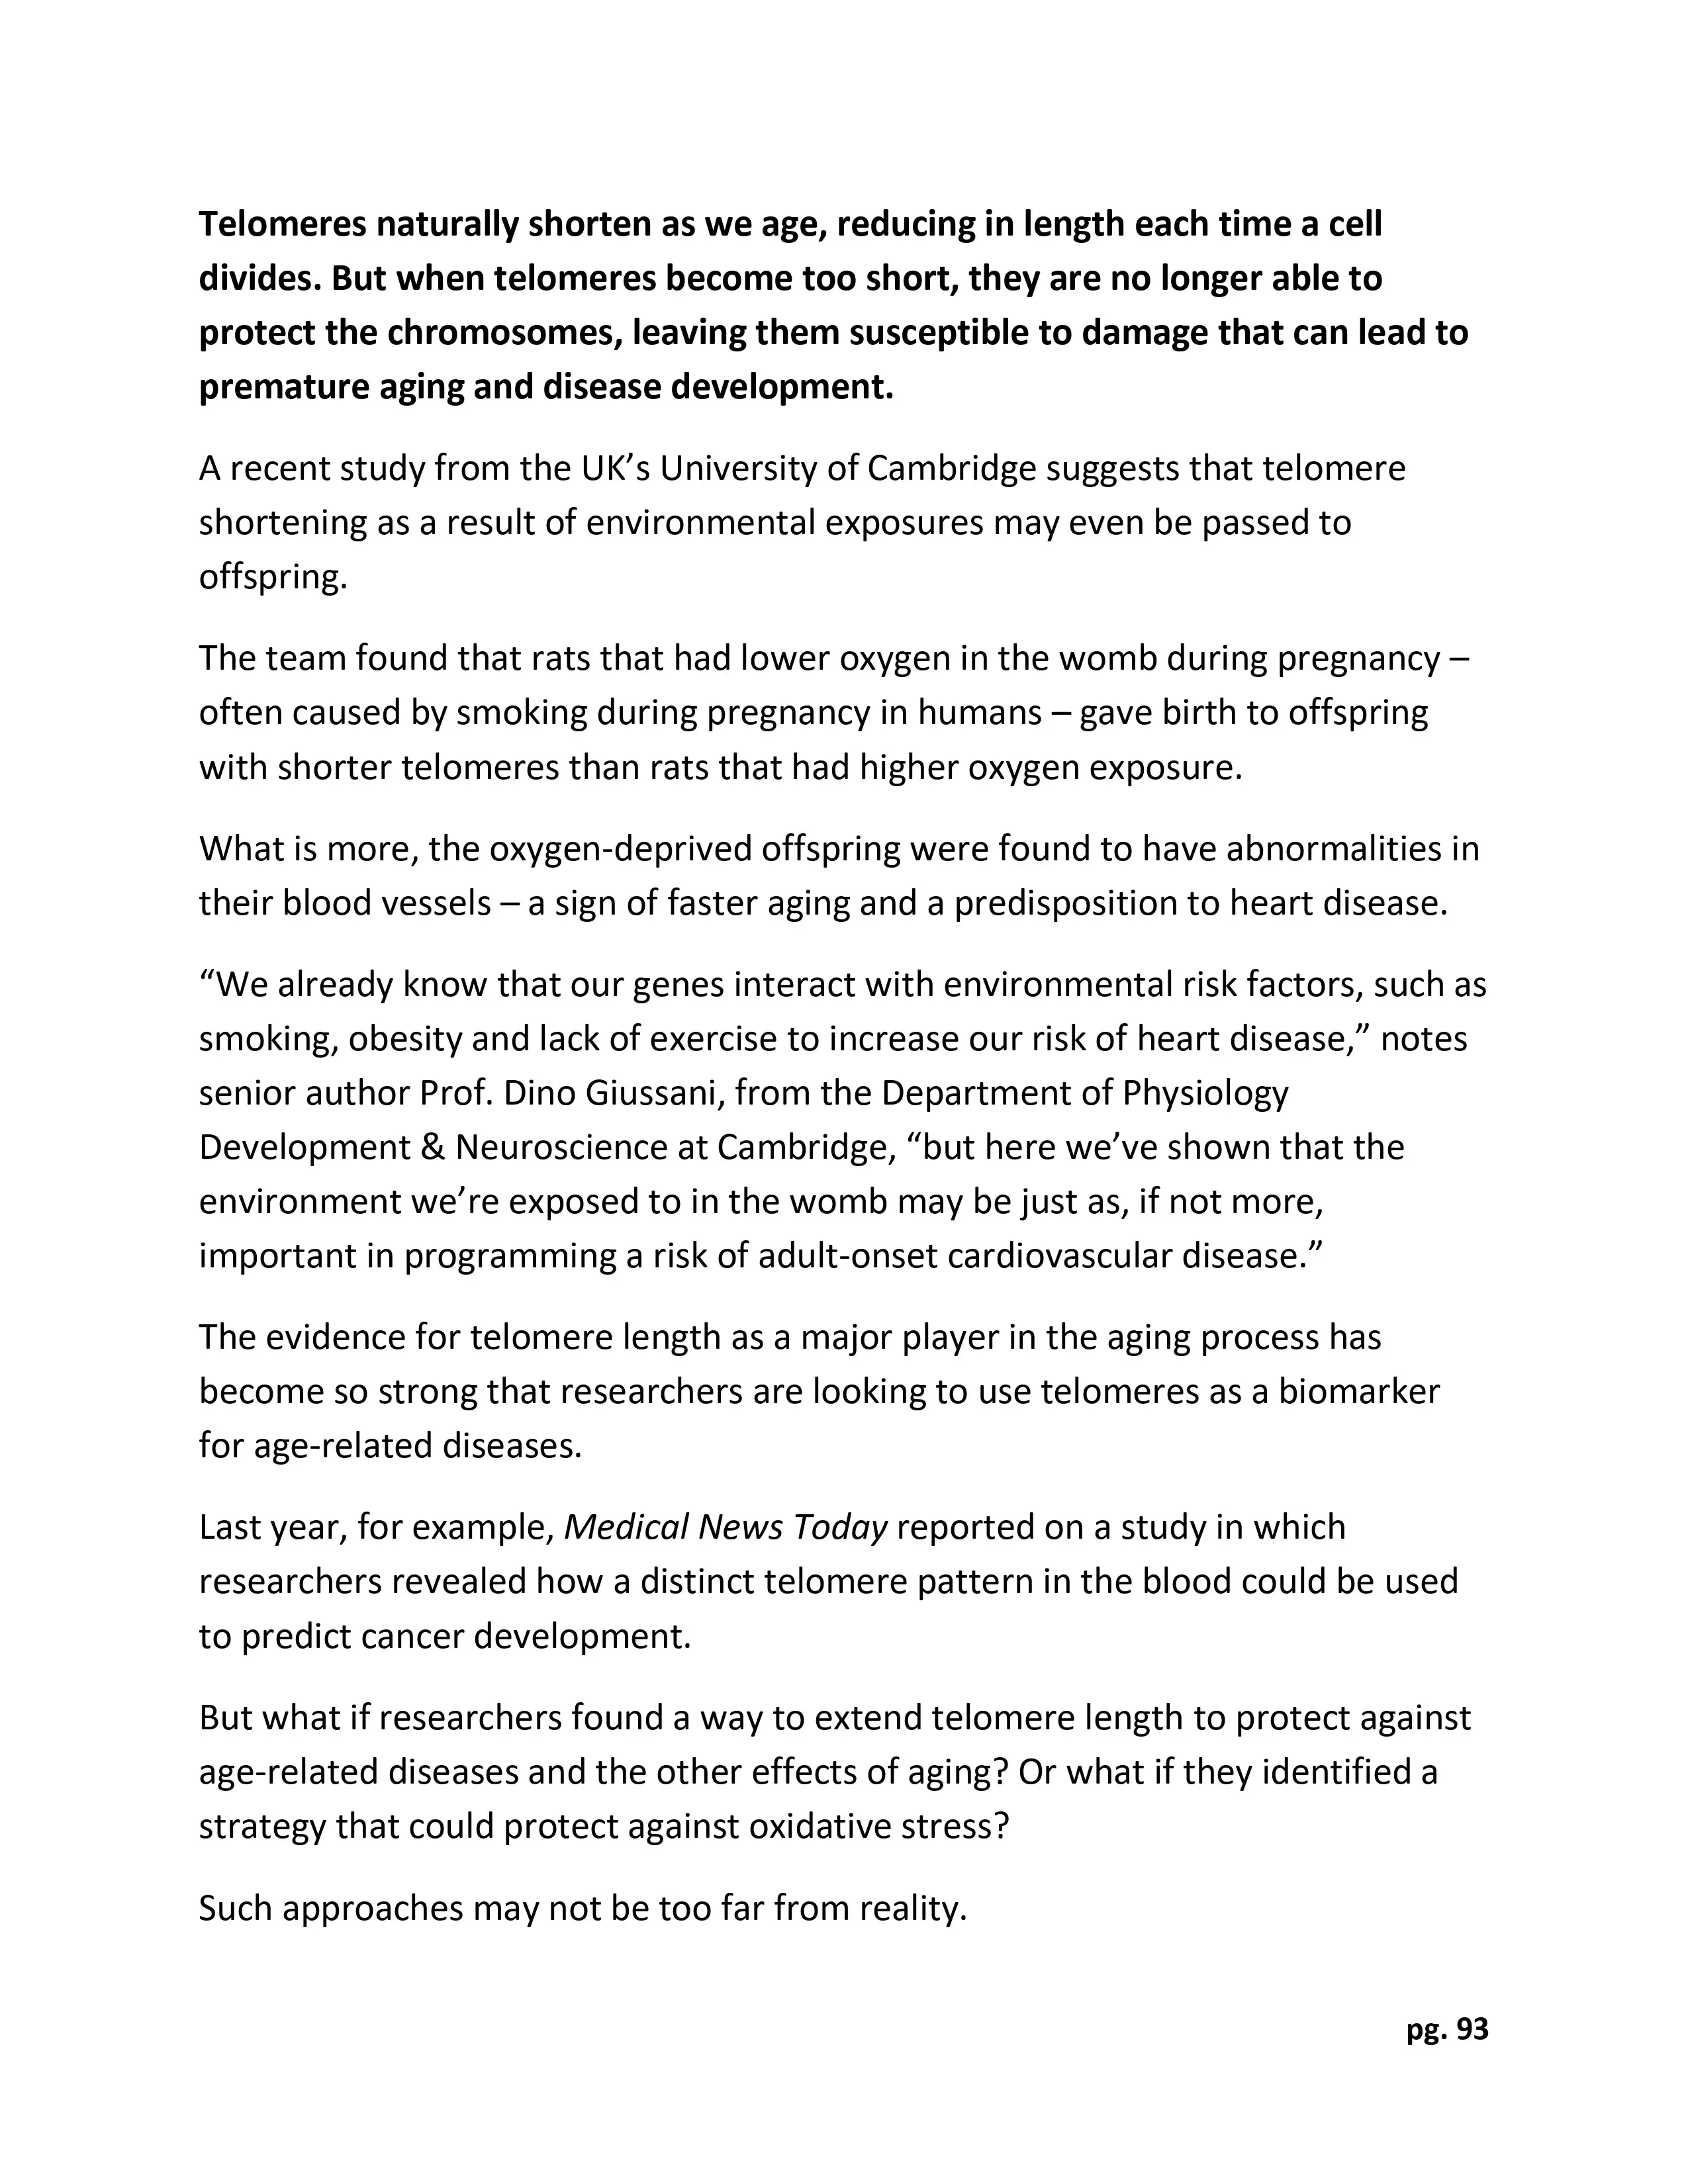 Telomeres naturally shorten as we age, reducing in length each time a cell
divides. But when telomeres become too short, they are no longer able to
protect the chromosomes, leaving them susceptible to damage that can lead to
premature aging and disease development.
A recent study from the UK’s University of Cambridge suggests that telomere
shortening as a result of environmental exposures may even be passed to
offspring.
The team found that rats that had lower oxygen in the womb during pregnancy –
often caused by smoking during pregnancy in humans – gave birth to offspring
with shorter telomeres than rats that had higher oxygen exposure.
What is more, the oxygen-deprived offspring were found to have abnormalities in
their blood vessels – a sign of faster aging and a predisposition to heart disease.
“We already know that our genes interact with environmental risk factors, such as
smoking, obesity and lack of exercise to increase our risk of heart disease,” notes
senior author Prof. Dino Giussani, from the Department of Physiology
Development & Neuroscience at Cambridge, “but here we’ve shown that the
environment we’re exposed to in the womb may be just as, if not more,
important in programming a risk of adult-onset cardiovascular disease.”
The evidence for telomere length as a major player in the aging process has
become so strong that researchers are looking to use telomeres as a biomarker
for age-related diseases.
Last year, for example, Medical News Today reported on a study in which
researchers revealed how a distinct telomere pattern in the blood could be used
to predict cancer development.
But what if researchers found a way to extend telomere length to protect against
age-related diseases and the other effects of aging? Or what if they identified a
strategy that could protect against oxidative stress?
Such approaches may not be too far from reality.
pg. 93